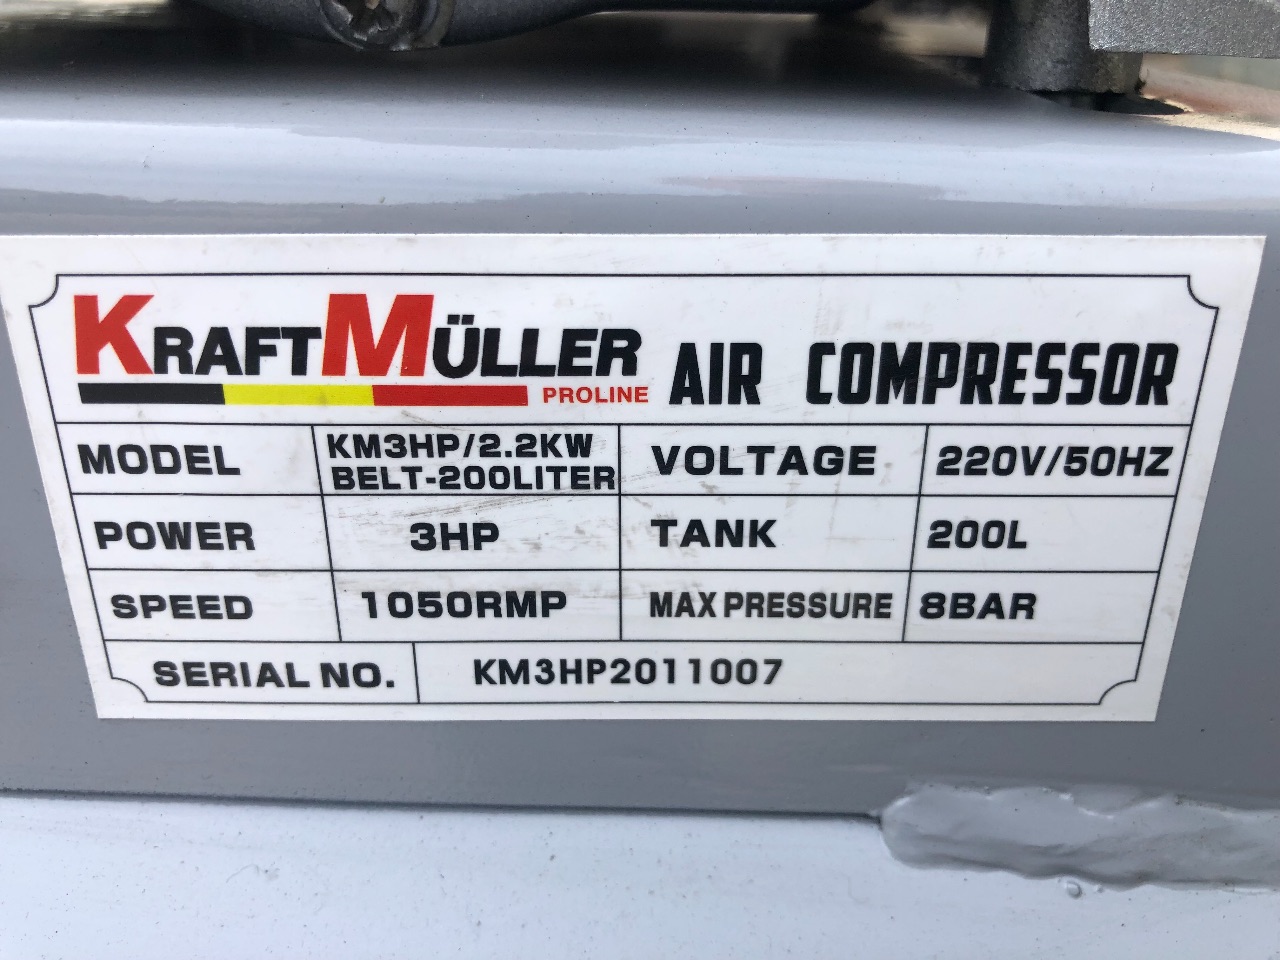 KRAFTMÜLLER
PROLINE
AIR COMPRESSOR
MODEL
KM3HP/2.2KW
BELT-200LITER
VOLTAGE
220V/50HZ
POWER
3HP
TANK
200L
SPEED
1050RMP
MAX PRESSURE
8BAR
SERIAL NO.
KM3HP2011007